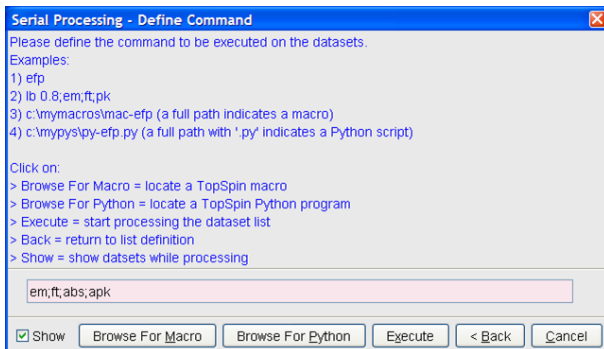 Serial Processing - Define Command
Please define the command to be executed on the datasets.
Examples:
1) efp
2) lb 0.8;em;ft;pk
3) c:\mymacros\mac-efp (a full path indicates a macro)
4) c:\mypys\py-efp.py (a full path with '.py' indicates a Python script)
Click on:
> Browse For Macro = locate a TopSpin macro
> Browse For Python = locate a TopSpin Python program
> Execute = start processing the dataset list
> Back = return to list definition
> Show = show datsets while processing
em;ft;abs;apk
Show Browse For Macro Browse For Python Execute < Back Cancel